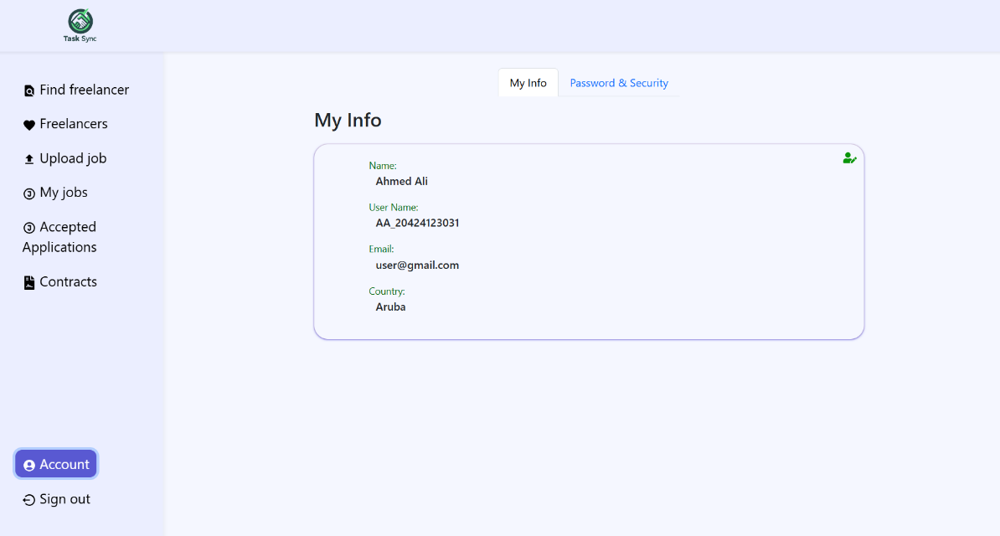 Task Sync
Find freelancer
Freelancers
Upload job
My jobs
Accepted
Applications
Contracts
Account
Sign out
My Info
Password & Security
My Info
Name:
Ahmed Ali
User Name:
AA_20424123031
Email:
user@gmail.com
Country:
Aruba